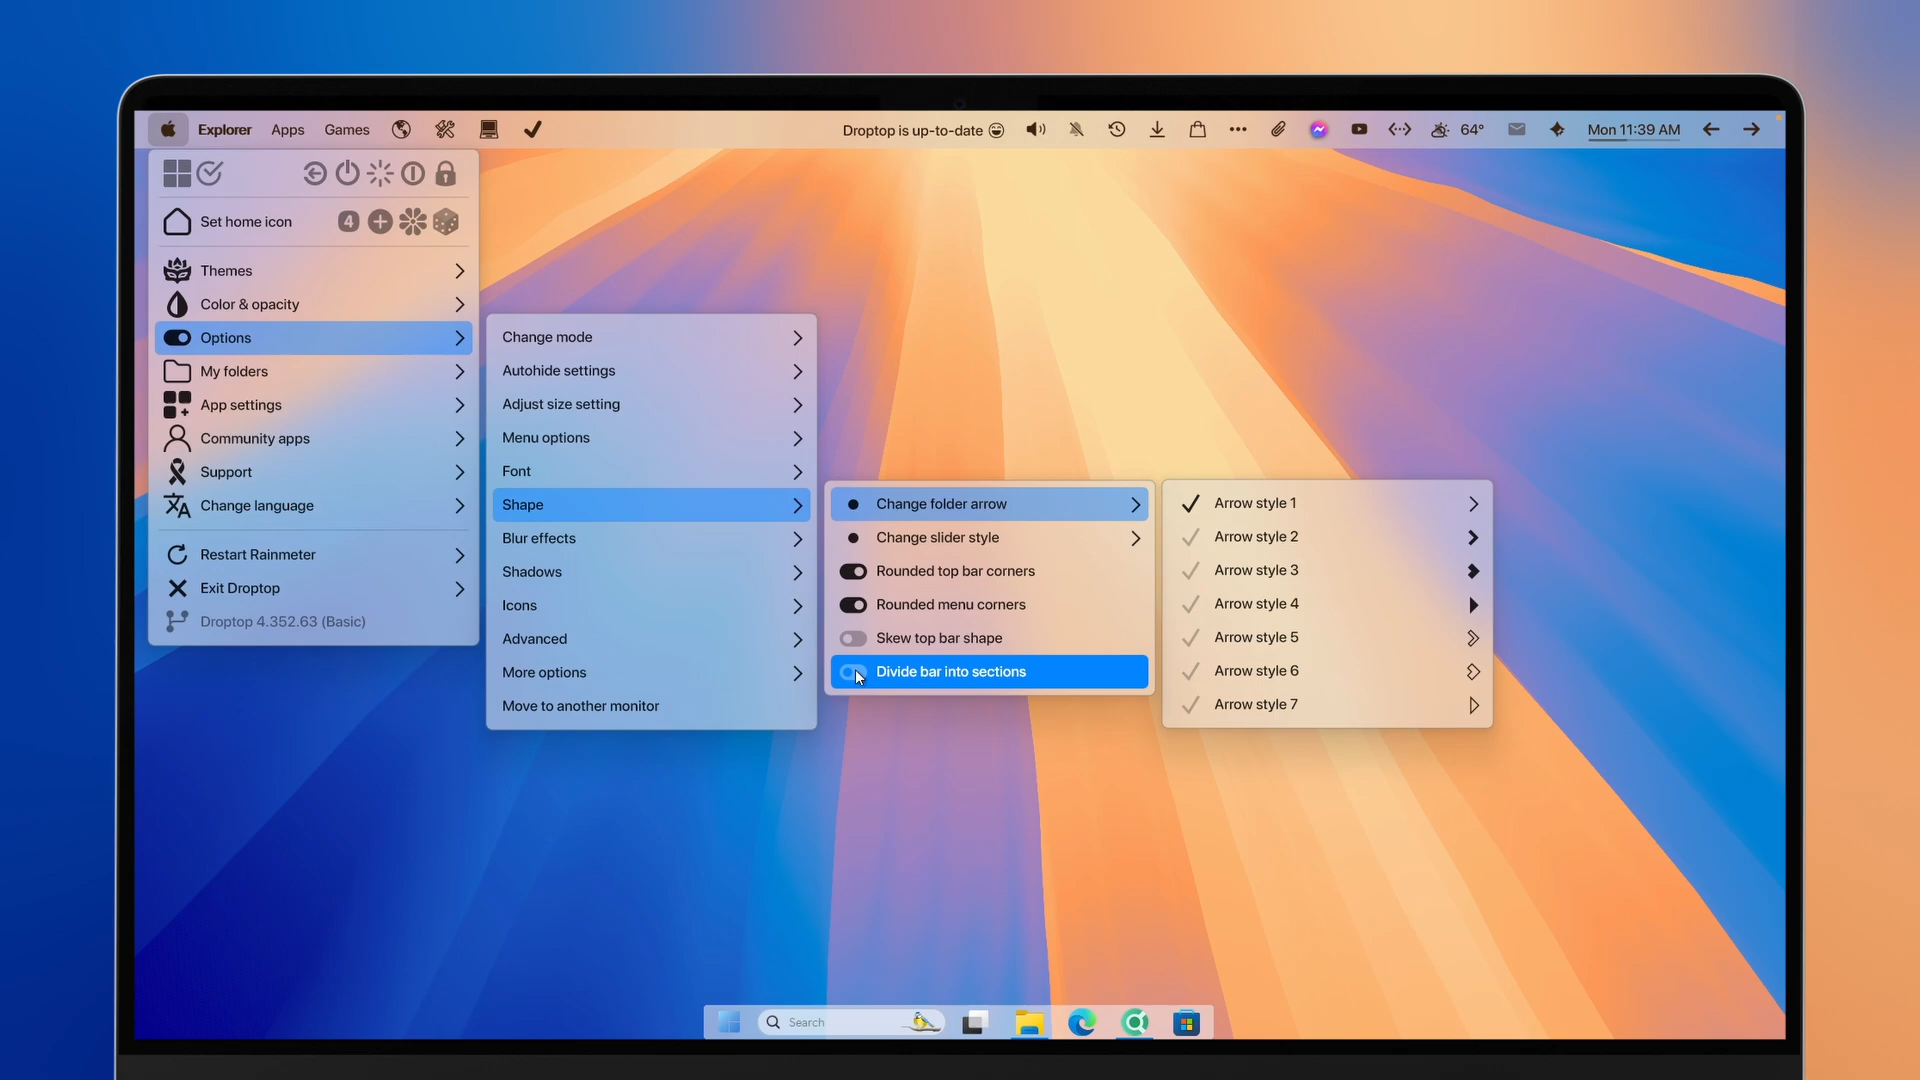 Explorer Apps Games
Droptop is up-to-date
64°
Mon 11:39 AM
Set home icon
4
Themes
Color & opacity
Options
My folders
App settings
Community apps
Support
Change language
Restart Rainmeter
Exit Droptop
Droptop 4.352.63 (Basic)
Change mode
Autohide settings
Adjust size setting
Menu options
Font
Shape
Blur effects
Shadows
Icons
Advanced
More options
Move to another monitor
Change folder arrow
Change slider style
Rounded top bar corners
Rounded menu corners
Skew top bar shape
Divide bar into sections
Arrow style 1
Arrow style 2
Arrow style 3
Arrow style 4
Arrow style 5
Arrow style 6
Arrow style 7
Search